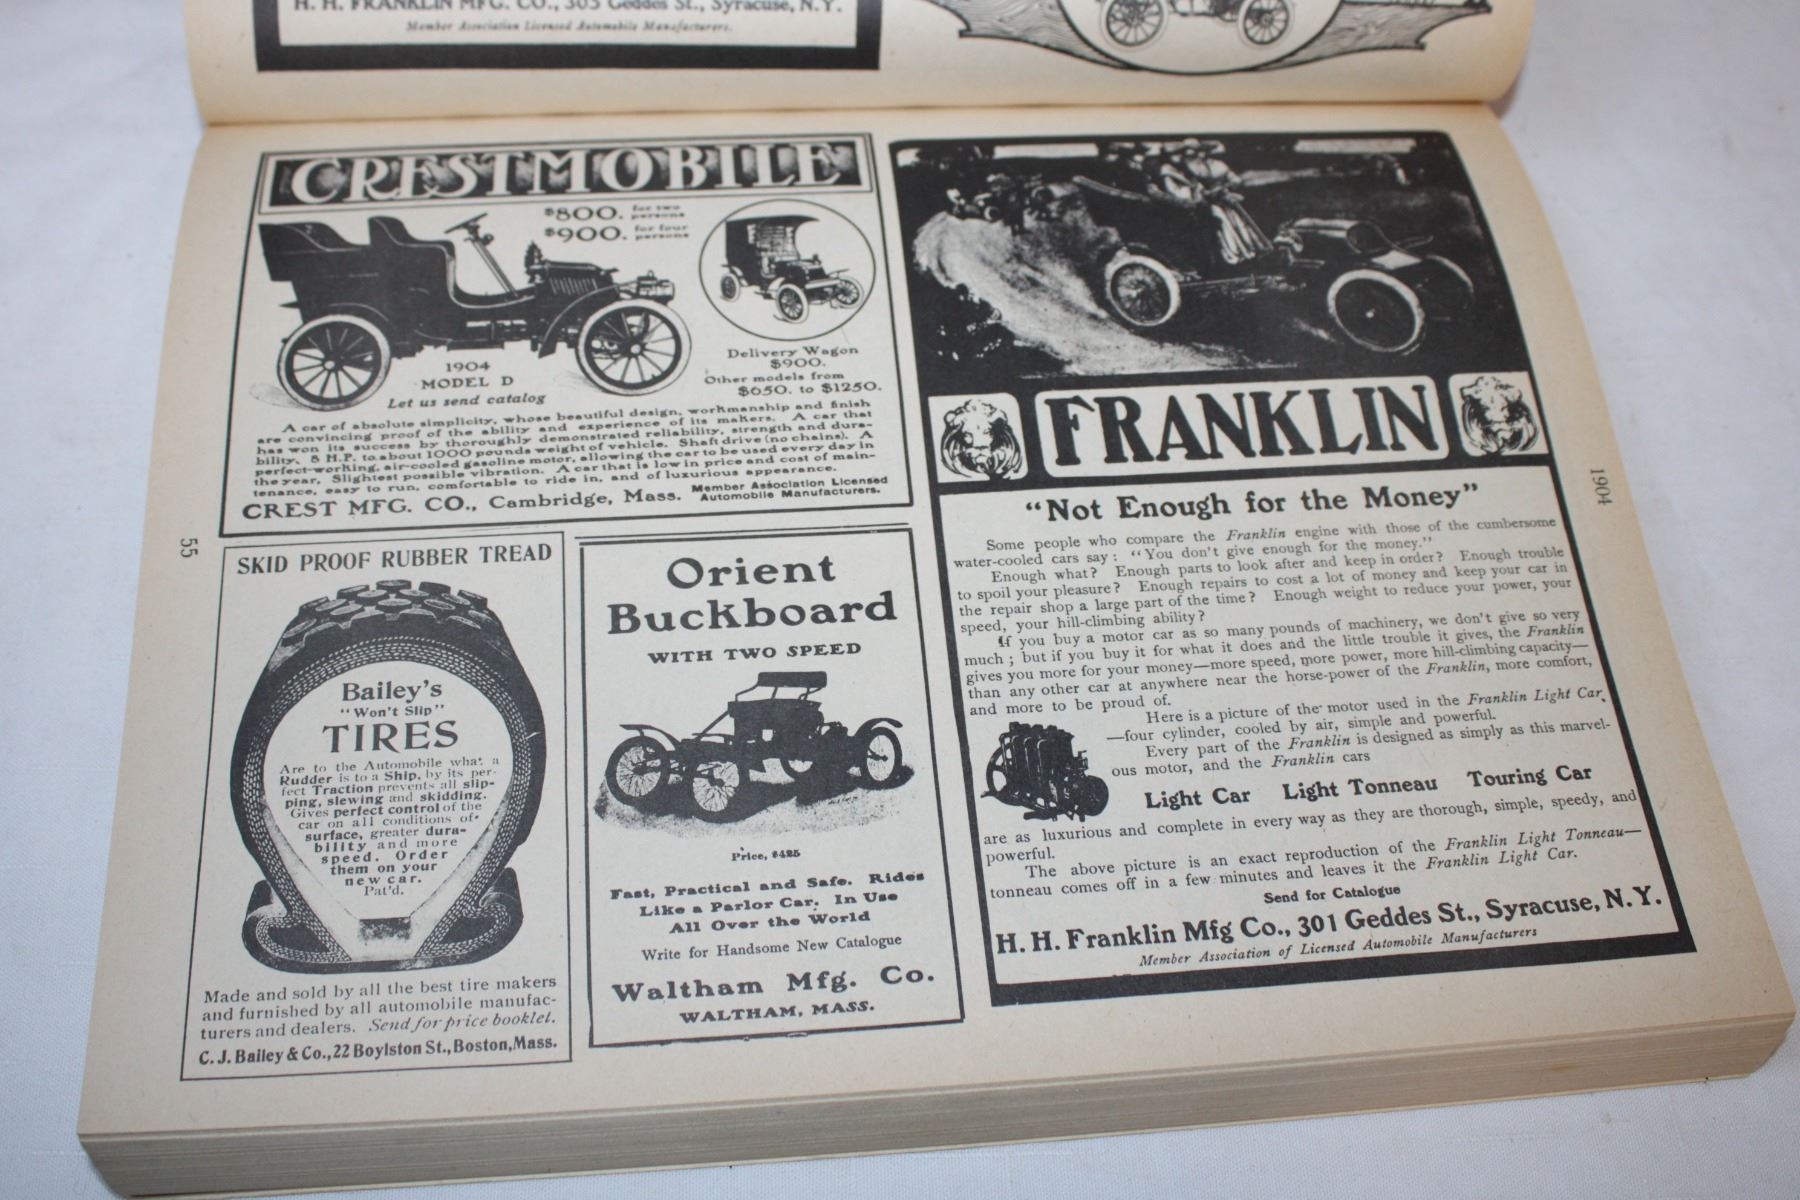 H. H. FRANKLIN MFG. CO., 305 Geddes St., Syracuse, N.Y.
Member Association Licensed Automobile Manufacturers.
CRESTMOBILE
$800. for two persons
$900. for four persons
1904
MODEL D
Let us send catalog
Delivery Wagon
$900.
Other models from
$650. to $1250.
A car of absolute simplicity, whose beautiful design, workmanship and finish
are convincing proof of the ability and experience of its makers. A car that
has won its success by thoroughly demonstrated reliability, strength and dura-
bility. 8 H.P. to about 1000 pounds weight of vehicle. Shaft drive (no chains). A
perfect-working, air-cooled gasoline motor, allowing the car to be used every day in
the year. Slightest possible vibration. A car that is low in price and cost of main-
tenance, easy to run, comfortable to ride in, and of luxurious appearance.
CREST MFG. CO., Cambridge, Mass. Member Association Licensed
Automobile Manufacturers.
55
SKID PROOF RUBBER TREAD
Bailey's
"Won't Slip"
TIRES
Are to the Automobile what a
Rudder is to a Ship, by its per-
fect Traction prevents all slip-
ping, slewing and skidding.
Gives perfect control of the
car on all conditions of
surface, greater dura-
bility and more
speed. Order
them on your
new car.
Pat'd.
Made and sold by all the best tire makers
and furnished by all automobile manufac-
turers and dealers. Send for price booklet.
C. J. Bailey & Co., 22 Boylston St., Boston, Mass.
Orient
Buckboard
WITH TWO SPEED
Price, $425
Fast, Practical and Safe. Rides
Like a Parlor Car. In Use
All Over the World
Write for Handsome New Catalogue
Waltham Mfg. Co.
WALTHAM, MASS.
FRANKLIN
"Not Enough for the Money"
Some people who compare the Franklin engine with those of the cumbersome
water-cooled cars say: "You don't give enough for the money."
Enough what? Enough parts to look after and keep in order? Enough trouble
to spoil your pleasure? Enough repairs to cost a lot of money and keep your car in
the repair shop a large part of the time? Enough weight to reduce your power, your
speed, your hill-climbing ability?
If you buy a motor car as so many pounds of machinery, we don't give so very
much; but if you buy it for what it does and the little trouble it gives, the Franklin
gives you more for your money—more speed, more power, more hill-climbing capacity—
than any other car at anywhere near the horse-power of the Franklin, more comfort,
and more to be proud of.
Here is a picture of the motor used in the Franklin Light Car,
—four cylinder, cooled by air, simple and powerful.
Every part of the Franklin is designed as simply as this marvel-
ous motor, and the Franklin cars
Light Car Light Tonneau Touring Car
are as luxurious and complete in every way as they are thorough, simple, speedy, and
powerful.
The above picture is an exact reproduction of the Franklin Light Tonneau—
tonneau comes off in a few minutes and leaves it the Franklin Light Car.
Send for Catalogue
H. H. Franklin Mfg Co., 301 Geddes St., Syracuse, N. Y.
Member Association of Licensed Automobile Manufacturers
1904